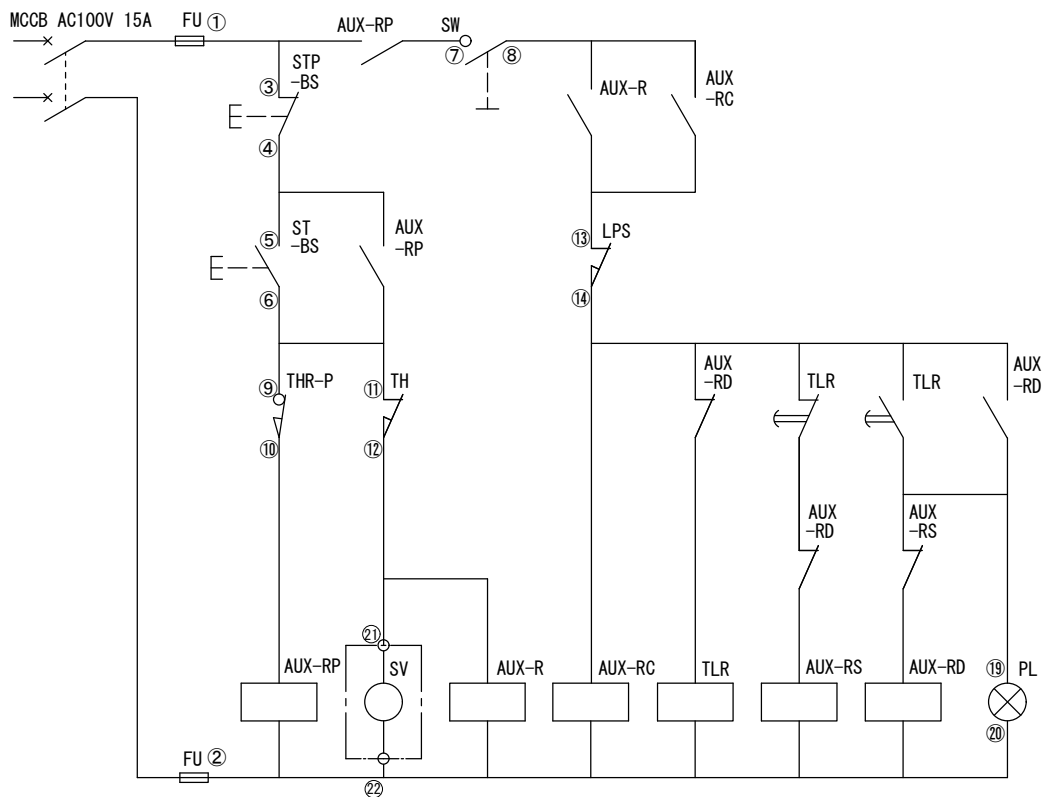 MCCB AC100V 15A
FU ①
AUX-RP
SW
⑦
⑧
③
STP
-BS
④
AUX-R
AUX
-RC
⑤
ST
-BS
⑥
AUX
-RP
⑬
LPS
⑭
⑨
THR-P
⑩
⑪
TH
⑫
AUX
-RD
TLR
TLR
AUX
-RD
AUX
-RD
AUX
-RS
㉑
AUX-RP
SV
AUX-R
AUX-RC
TLR
AUX-RS
AUX-RD
⑲
PL
⑳
FU ②
㉒